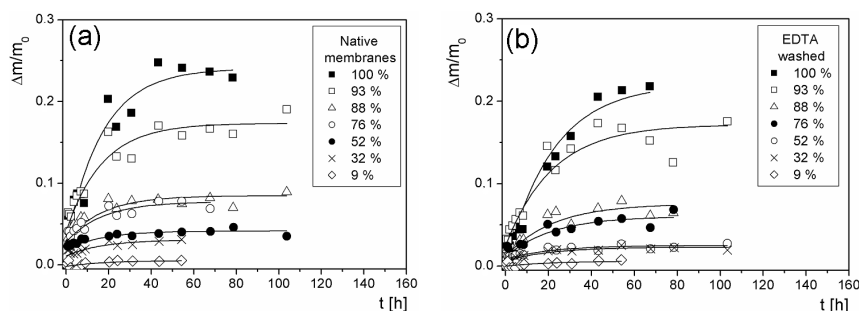 (a)
Δm/m0
0.3
0.2
0.1
0.0
0 20 40 60 80 100 120 140 160
t [h]
Native
membranes
100 %
93 %
88 %
76 %
52 %
32 %
9 %
(b)
Δm/m0
0.3
0.2
0.1
0.0
0 20 40 60 80 100 120 140 160
t [h]
EDTA
washed
100 %
93 %
88 %
76 %
52 %
32 %
9 %